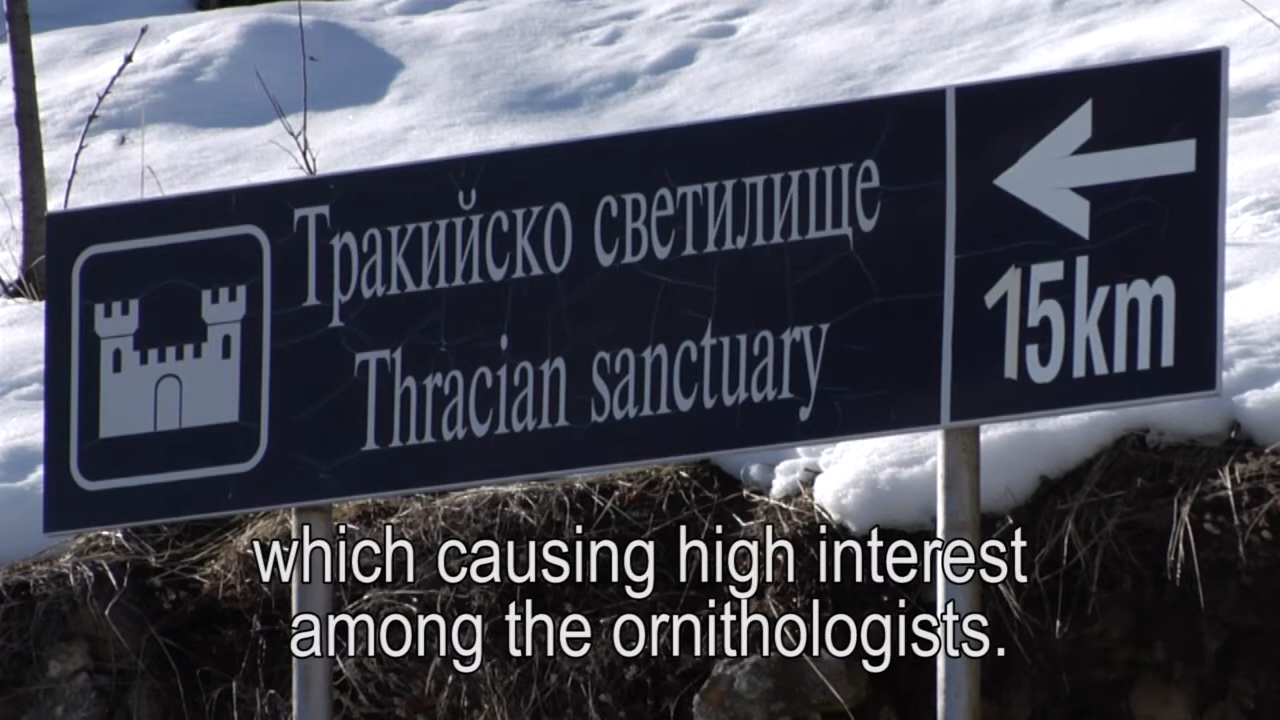 Тракийско светилище
Thracian sanctuary
15km
which causing high interest
among the ornithologists.